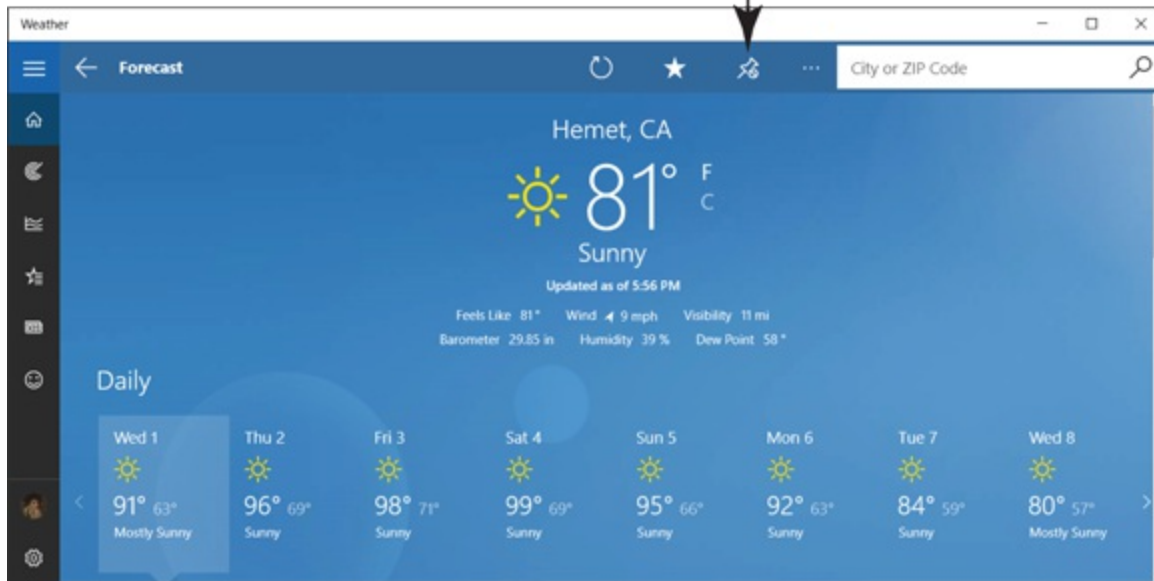 Weather
Forecast
City or ZIP Code
Hemet, CA
81° F
C
Sunny
Updated as of 5:56 PM
Feels Like 81° Wind 9 mph Visibility 11 mi
Barometer 29.85 in Humidity 39 % Dew Point 58°
Daily
Wed 1 Thu 2 Fri 3 Sat 4 Sun 5 Mon 6 Tue 7 Wed 8
91° 63° 96° 69° 98° 71° 99° 69° 95° 66° 92° 63° 84° 59° 80° 57°
Mostly Sunny Sunny Sunny Sunny Sunny Sunny Sunny Mostly Sunny